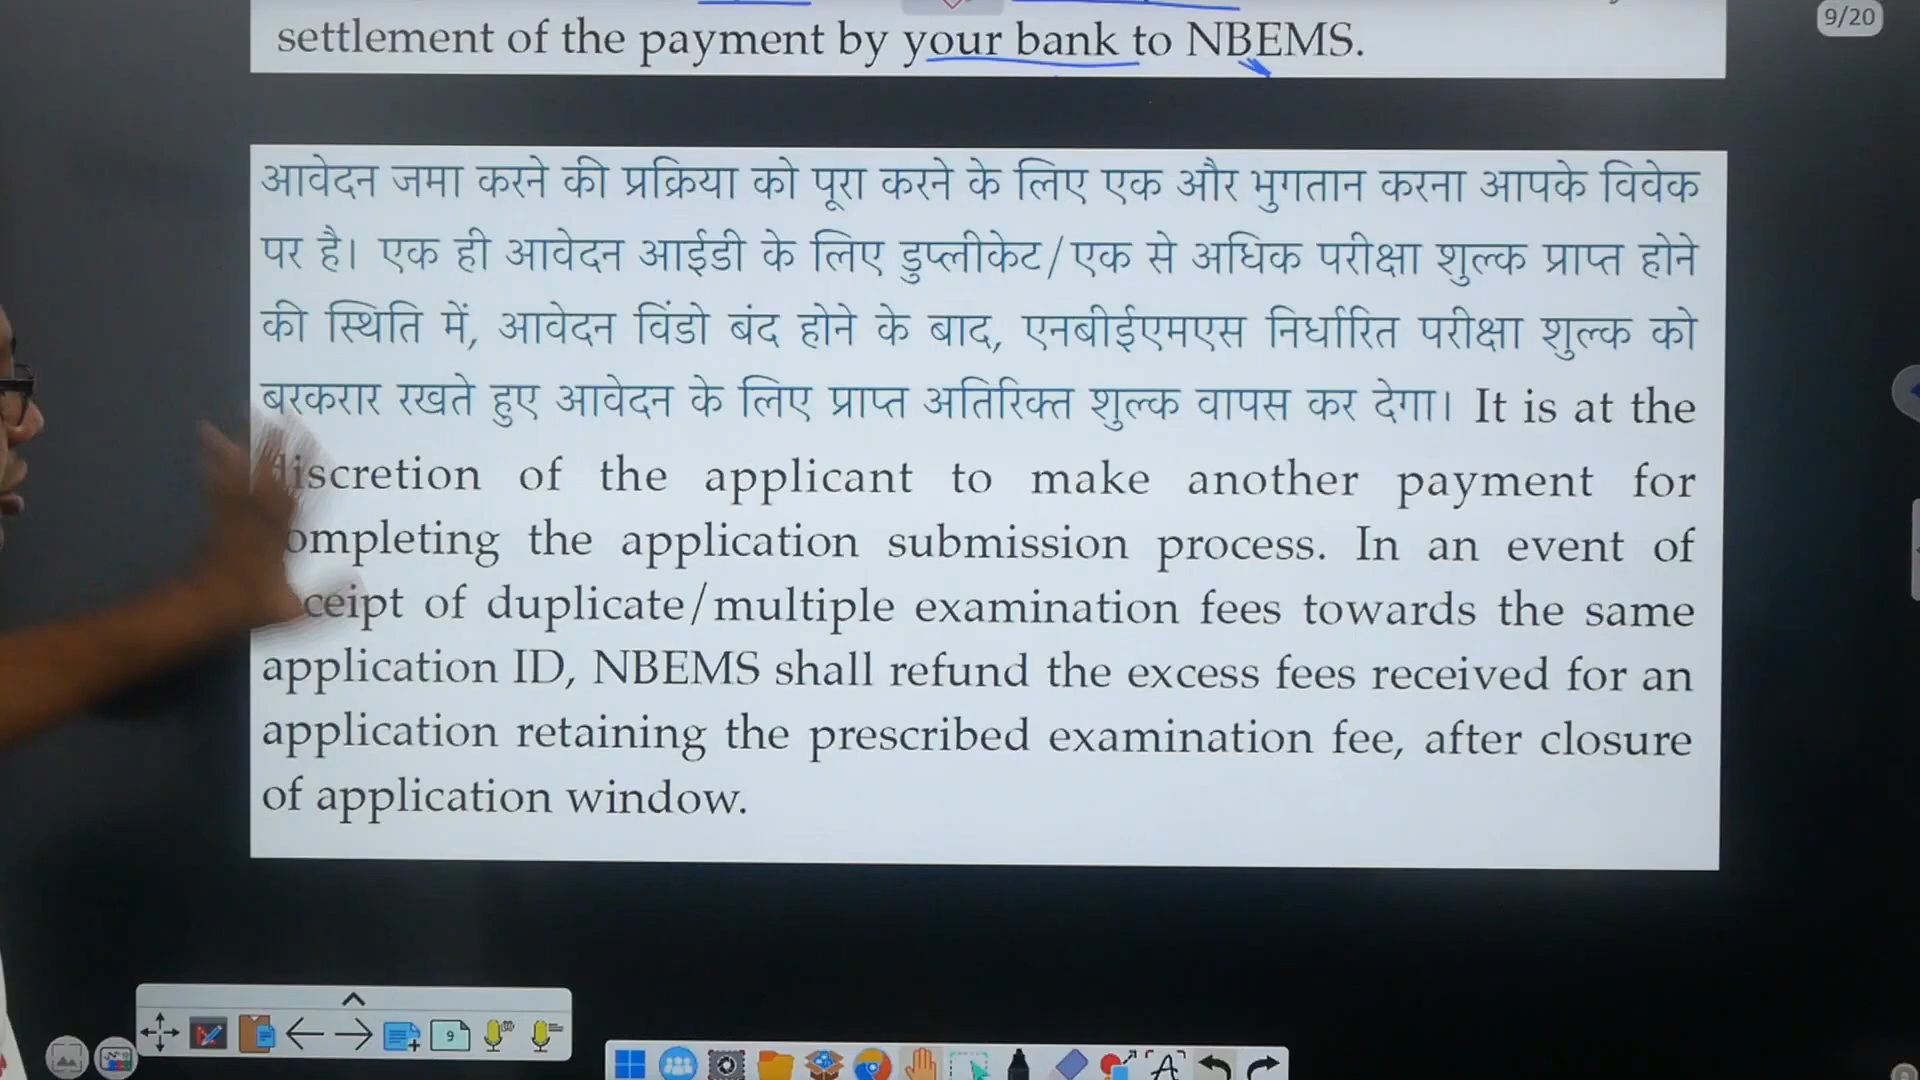 settlement of the payment by your bank to NBEMS.
9/20
आवेदन जमा करने की प्रक्रिया को पूरा करने के लिए एक और भुगतान करना आपके विवेक
पर है। एक ही आवेदन आईडी के लिए डुप्लीकेट/एक से अधिक परीक्षा शुल्क प्राप्त होने
की स्थिति में, आवेदन विंडो बंद होने के बाद, एनबीईएमएस निर्धारित परीक्षा शुल्क को
बरकरार रखते हुए आवेदन के लिए प्राप्त अतिरिक्त शुल्क वापस कर देगा। It is at the
discretion of the applicant to make another payment for
ompleting the application submission process. In an event of
ceipt of duplicate/multiple examination fees towards the same
application ID, NBEMS shall refund the excess fees received for an
application retaining the prescribed examination fee, after closure
of application window.
9